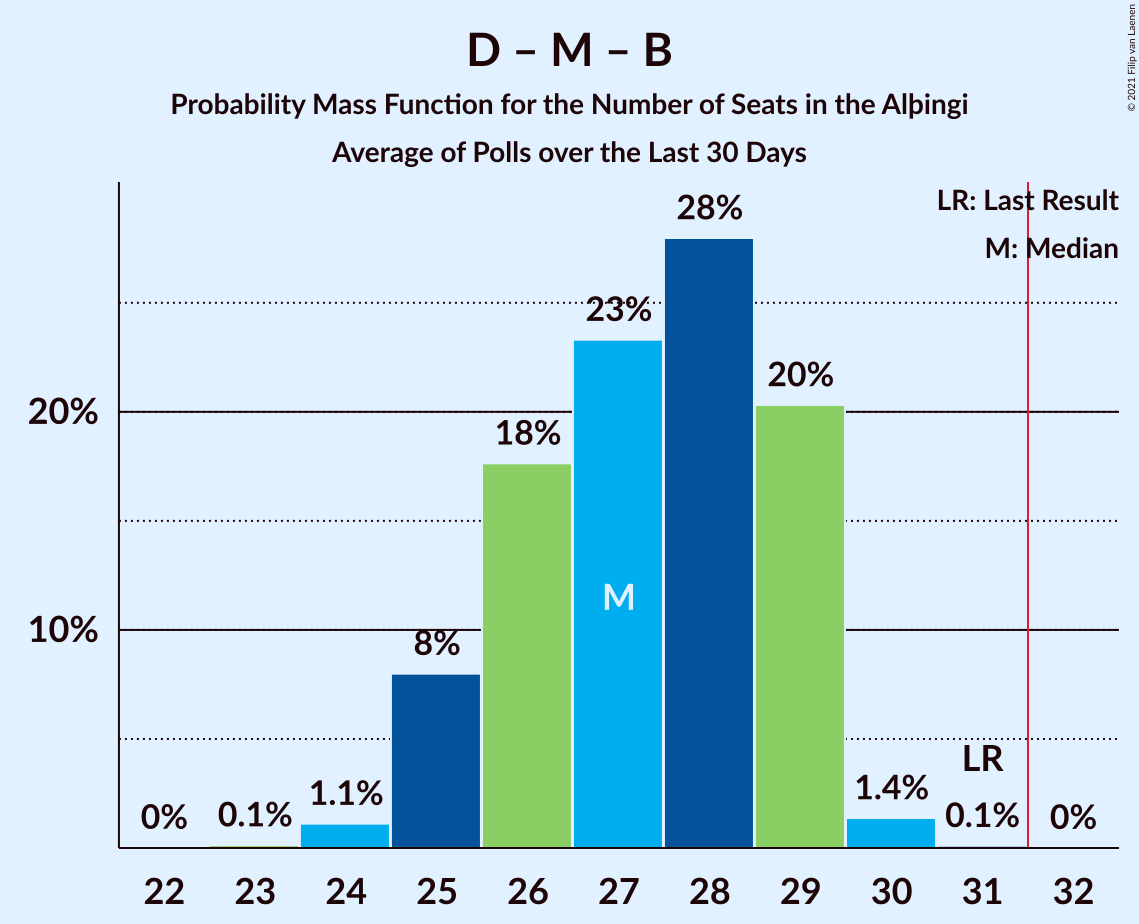 D – M – B
Probability Mass Function for the Number of Seats in the Alþingi
Average of Polls over the Last 30 Days
© 2021 Filip van Laenen
LR: Last Result
M: Median
28%
23%
20%
20%
18%
M
10%
8%
LR
1.4%
1.1%
0%
0.1%
0.1%
0%
22 23 24 25 26 27 28 29 30 31 32